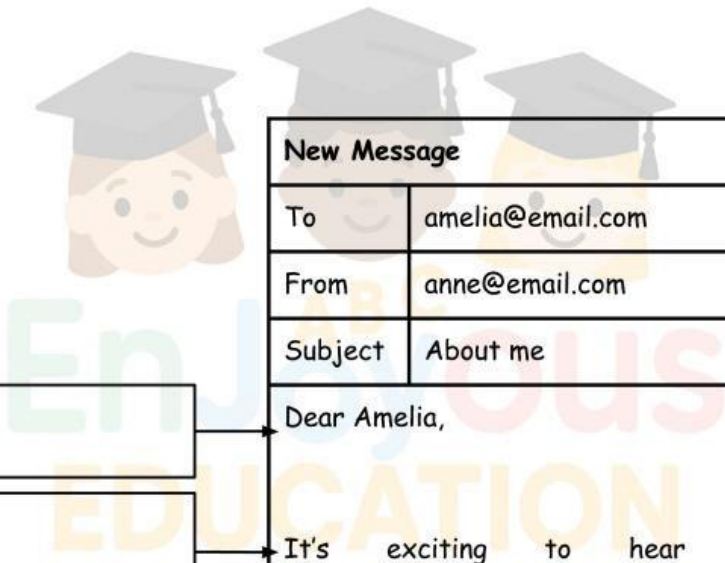 New Message
To amelia@email.com
From anne@email.com
Subject About me
Dear Amelia,
It's exciting to hear
ABC
EnJoyous
EDUCATION